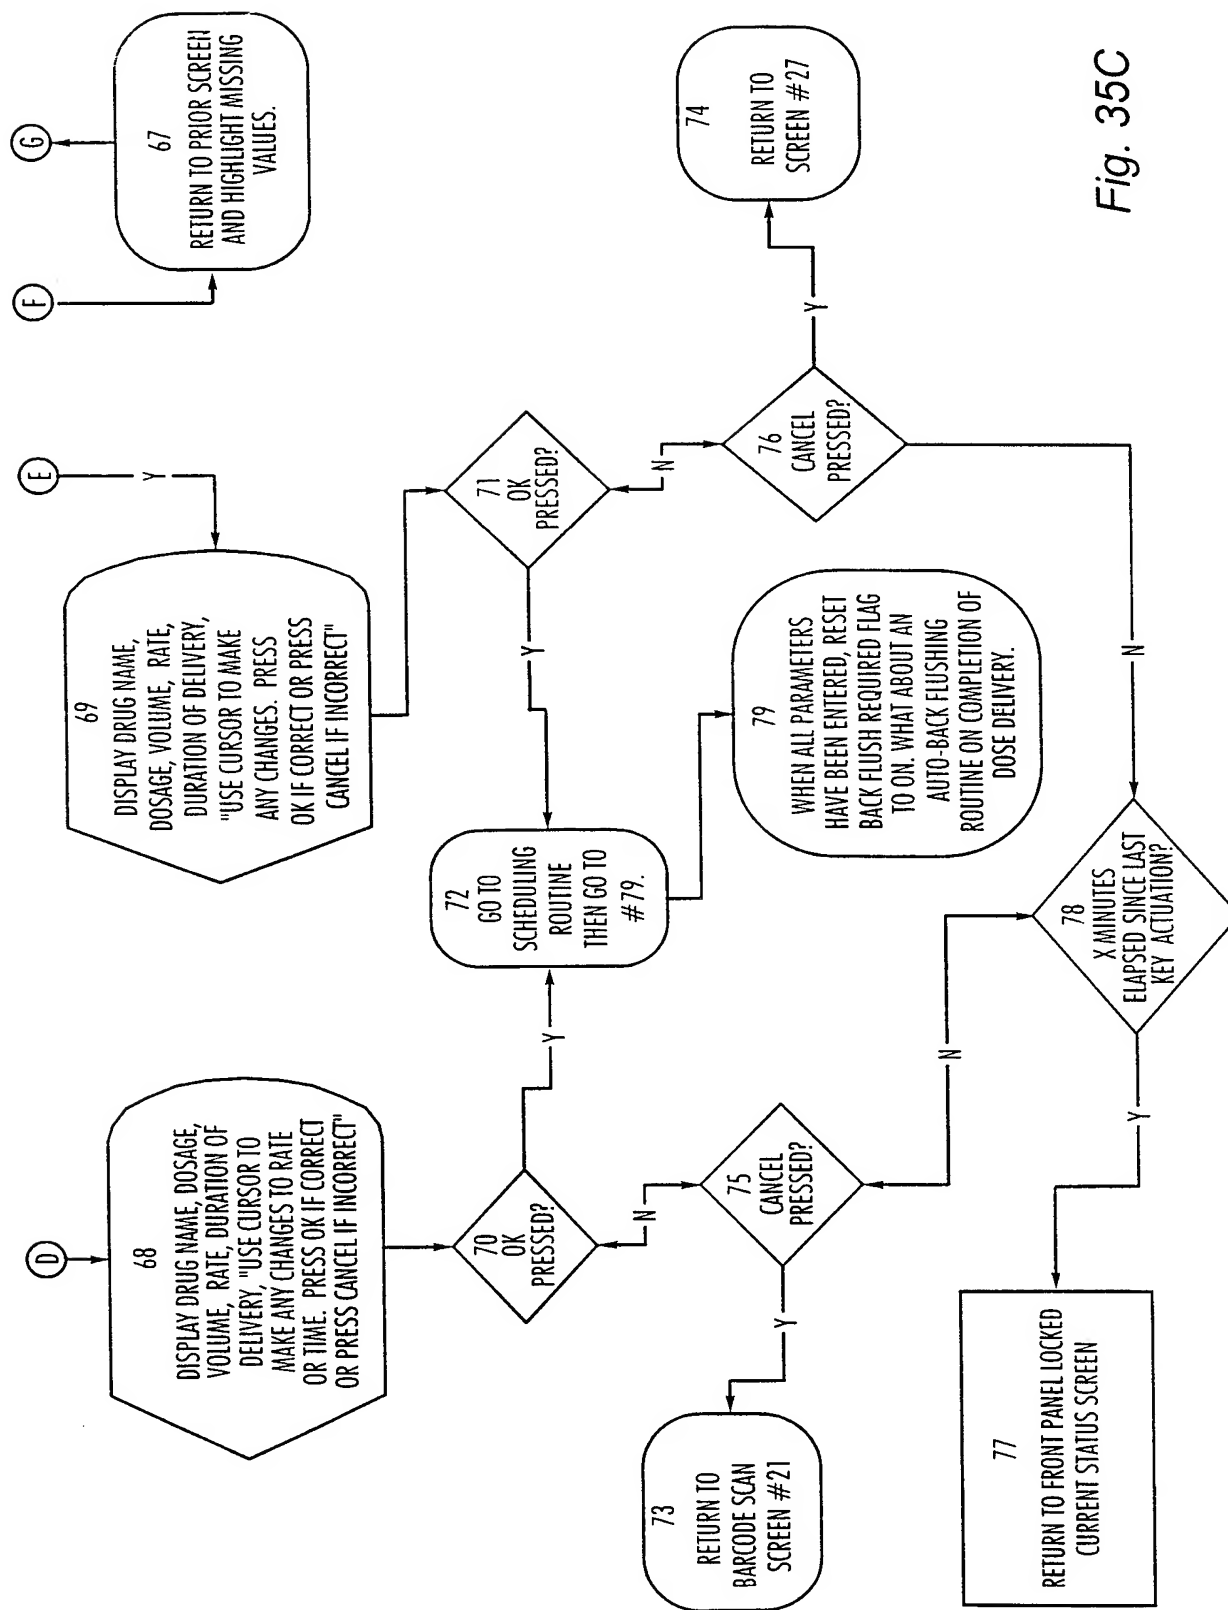 D
68
DISPLAY DRUG NAME, DOSAGE,
VOLUME, RATE, DURATION OF
DELIVERY, "USE CURSOR TO
MAKE ANY CHANGES TO RATE
OR TIME. PRESS OK IF CORRECT
OR PRESS CANCEL IF INCORRECT"
E
Y
69
DISPLAY DRUG NAME,
DOSAGE, VOLUME, RATE,
DURATION OF DELIVERY,
"USE CURSOR TO MAKE
ANY CHANGES. PRESS
OK IF CORRECT OR PRESS
CANCEL IF INCORRECT"
F
G
67
RETURN TO PRIOR SCREEN
AND HIGHLIGHT MISSING
VALUES.
70
OK
PRESSED?
Y
N
72
GO TO
SCHEDULING
ROUTINE
THEN GO TO
#79.
71
OK
PRESSED?
Y
N
73
RETURN TO
BARCODE SCAN
SCREEN #21
Y
75
CANCEL
PRESSED?
N
79
WHEN ALL PARAMETERS
HAVE BEEN ENTERED, RESET
BACK FLUSH REQUIRED FLAG
TO ON. WHAT ABOUT AN
AUTO-BACK FLUSHING
ROUTINE ON COMPLETION OF
DOSE DELIVERY.
76
CANCEL
PRESSED?
Y
N
74
RETURN TO
SCREEN #27
77
RETURN TO FRONT PANEL LOCKED
CURRENT STATUS SCREEN
Y
78
X MINUTES
ELAPSED SINCE LAST
KEY ACTUATION?
Fig. 35C